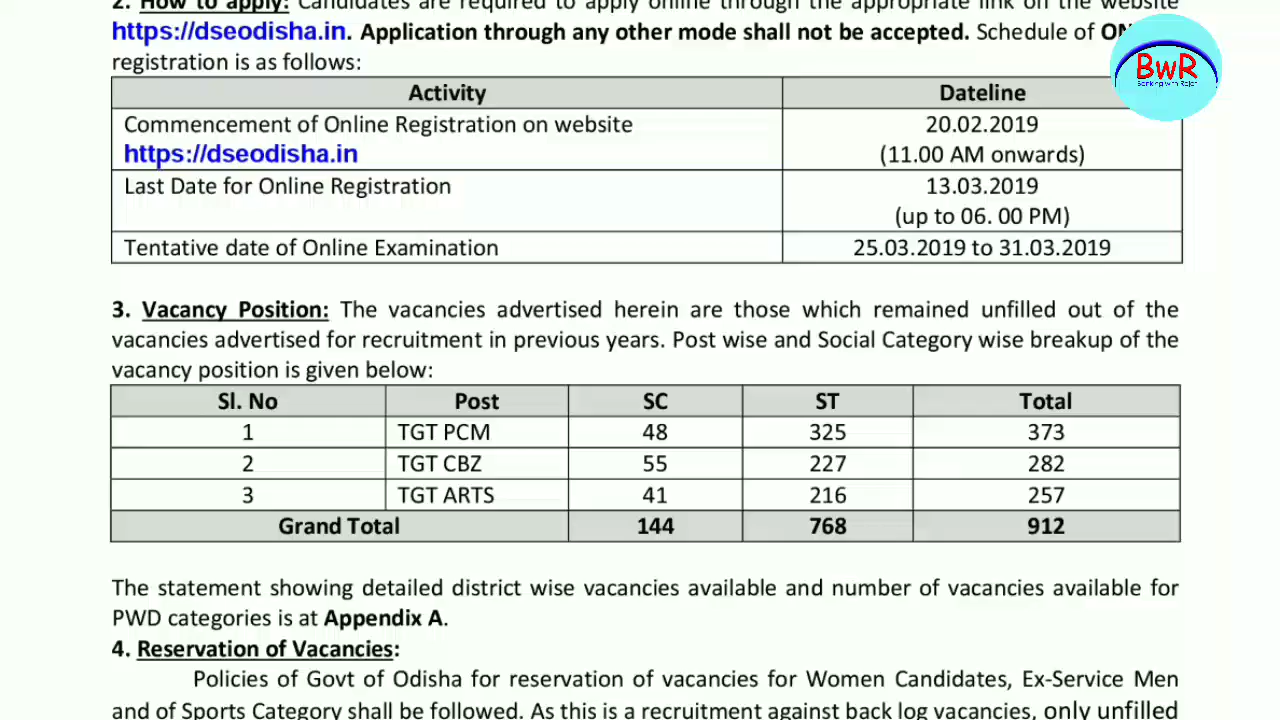 2. How to apply: Candidates are required to apply online through the appropriate link on the website
https://dseodisha.in. Application through any other mode shall not be accepted. Schedule of
registration is as follows:
BwR
Banking with Rajat
Activity Dateline
Commencement of Online Registration on website 20.02.2019
https://dseodisha.in (11.00 AM onwards)
Last Date for Online Registration 13.03.2019
(up to 06. 00 PM)
Tentative date of Online Examination 25.03.2019 to 31.03.2019
3. Vacancy Position: The vacancies advertised herein are those which remained unfilled out of the
vacancies advertised for recruitment in previous years. Post wise and Social Category wise breakup of the
vacancy position is given below:
Sl. No Post SC ST Total
1 TGT PCM 48 325 373
2 TGT CBZ 55 227 282
3 TGT ARTS 41 216 257
Grand Total 144 768 912
The statement showing detailed district wise vacancies available and number of vacancies available for
PWD categories is at Appendix A.
4. Reservation of Vacancies:
Policies of Govt of Odisha for reservation of vacancies for Women Candidates, Ex-Service Men
and of Sports Category shall be followed. As this is a recruitment against back log vacancies, only unfilled